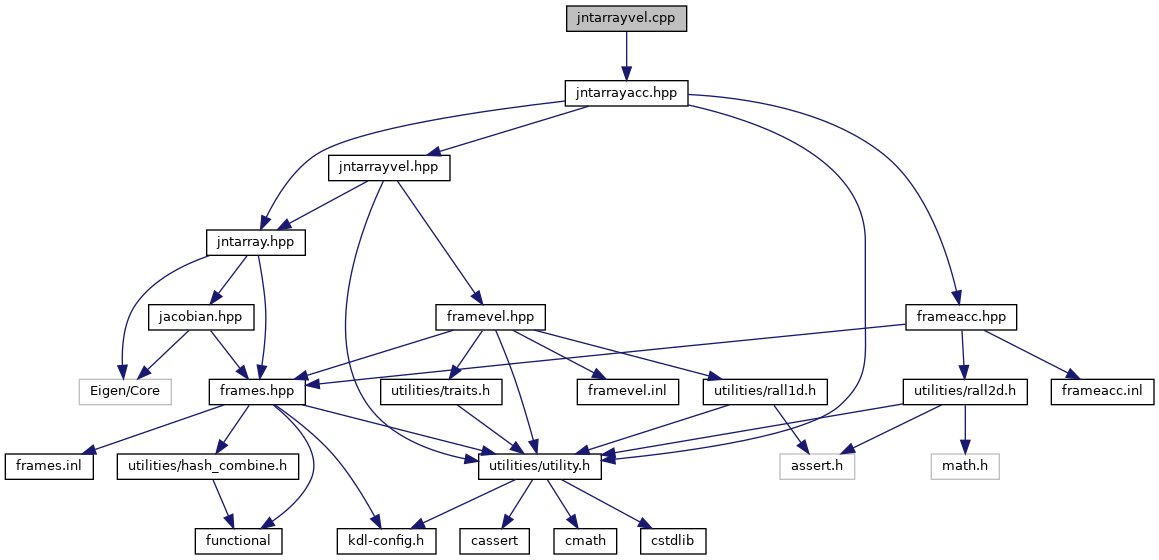 jntarrayvel.cpp
jntarrayacc.hpp
jntarrayvel.hpp
jntarray.hpp
jacobian.hpp
framevel.hpp
frameacc.hpp
Eigen/Core
frames.hpp
utilities/traits.h
framevel.inl
utilities/rall1d.h
utilities/rall2d.h
frameacc.inl
frames.inl
utilities/hash_combine.h
utilities/utility.h
assert.h
math.h
functional
kdl-config.h
cassert
cmath
cstdlib